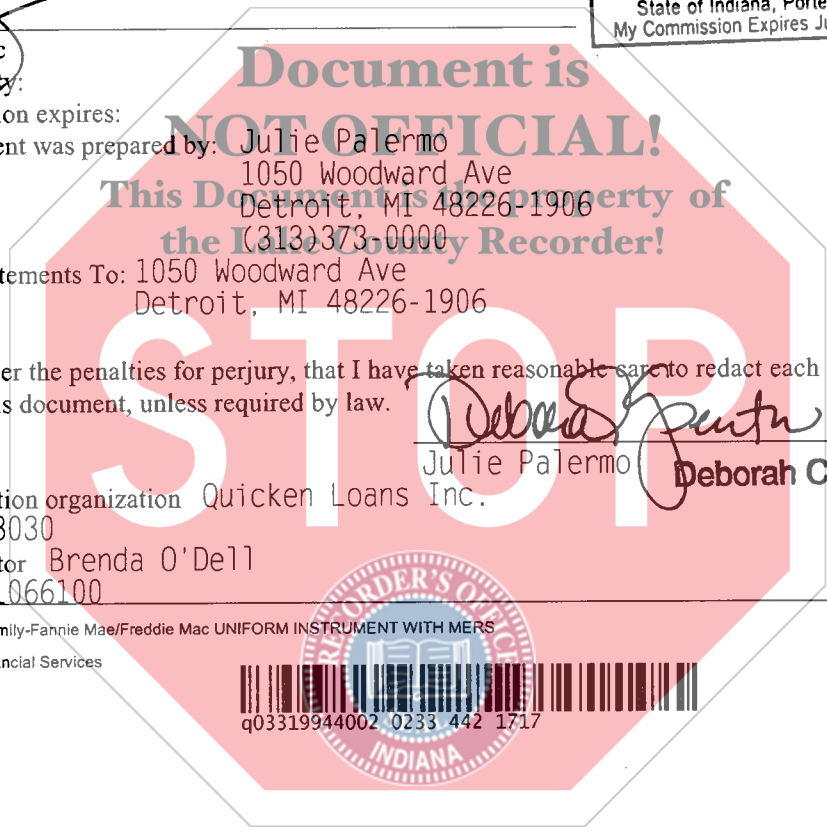 State of Indiana, Porte
My Commission Expires Ju
c
y:
on expires:
ent was prepared by: Julie Palermo
1050 Woodward Ave
Detroit, MI 48226-1906
(313)373-0000
Document is
NOT OFFICIAL!
This Document is the property of
the Lake County Recorder!
tements To: 1050 Woodward Ave
Detroit, MI 48226-1906
STOP
er the penalties for perjury, that I have taken reasonable care to redact each
s document, unless required by law.
Julie Palermo
Deborah C
tion organization Quicken Loans Inc.
3030
tor Brenda O'Dell
066100
mily-Fannie Mae/Freddie Mac UNIFORM INSTRUMENT WITH MERS
ncial Services
RECORDER'S OFFICE
INDIANA
q03319944002 0233 442 1717